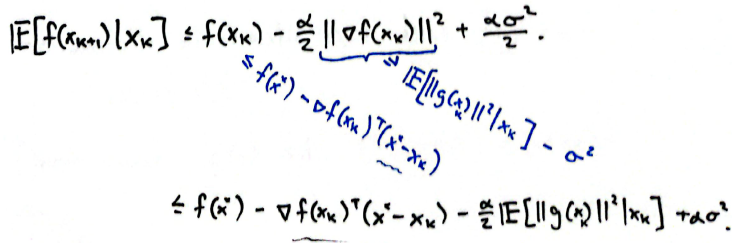 𝔼[f(x_{k+1})|x_k] ≤ f(x_k) - α/2 ||∇f(x_k)||² + ασ²/2.
≤ f(x*) - ∇f(x_k)ᵀ(x*-x_k)
≥ 𝔼[||g(x_k)||²|x_k] - σ²
≤ f(x*) - ∇f(x_k)ᵀ(x*-x_k) - α/2 𝔼[||g(x_k)||²|x_k] + ασ².